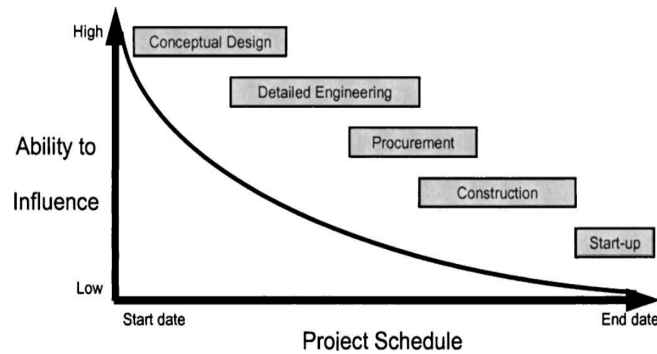 High
Conceptual Design
Detailed Engineering
Ability to
Influence
Procurement
Construction
Start-up
Low
Start date
End date
Project Schedule